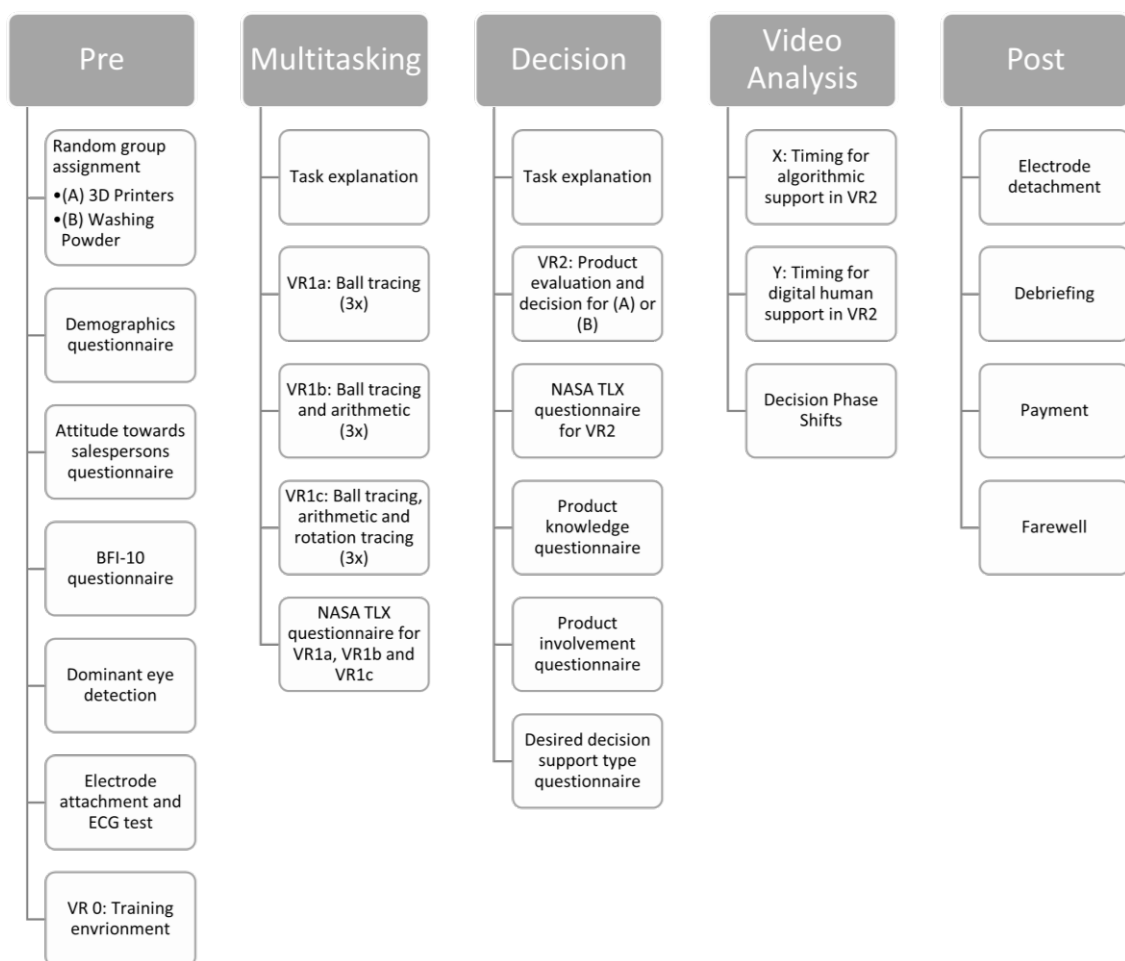 Pre
Random group
assignment
•(A) 3D Printers
•(B) Washing
Powder
Demographics
questionnaire
Attitude towards
salespersons
questionnaire
BFI-10
questionnaire
Dominant eye
detection
Electrode
attachment and
ECG test
VR 0: Training
envrionment
Multitasking
Task explanation
VR1a: Ball tracing
(3x)
VR1b: Ball tracing
and arithmetic
(3x)
VR1c: Ball tracing,
arithmetic and
rotation tracing
(3x)
NASA TLX
questionnaire for
VR1a, VR1b and
VR1c
Decision
Task explanation
VR2: Product
evaluation and
decision for (A) or
(B)
NASA TLX
questionnaire
for VR2
Product
knowledge
questionnaire
Product
involvement
questionnaire
Desired decision
support type
questionnaire
Video
Analysis
X: Timing for
algorithmic
support in VR2
Y: Timing for
digital human
support in VR2
Decision Phase
Shifts
Post
Electrode
detachment
Debriefing
Payment
Farewell